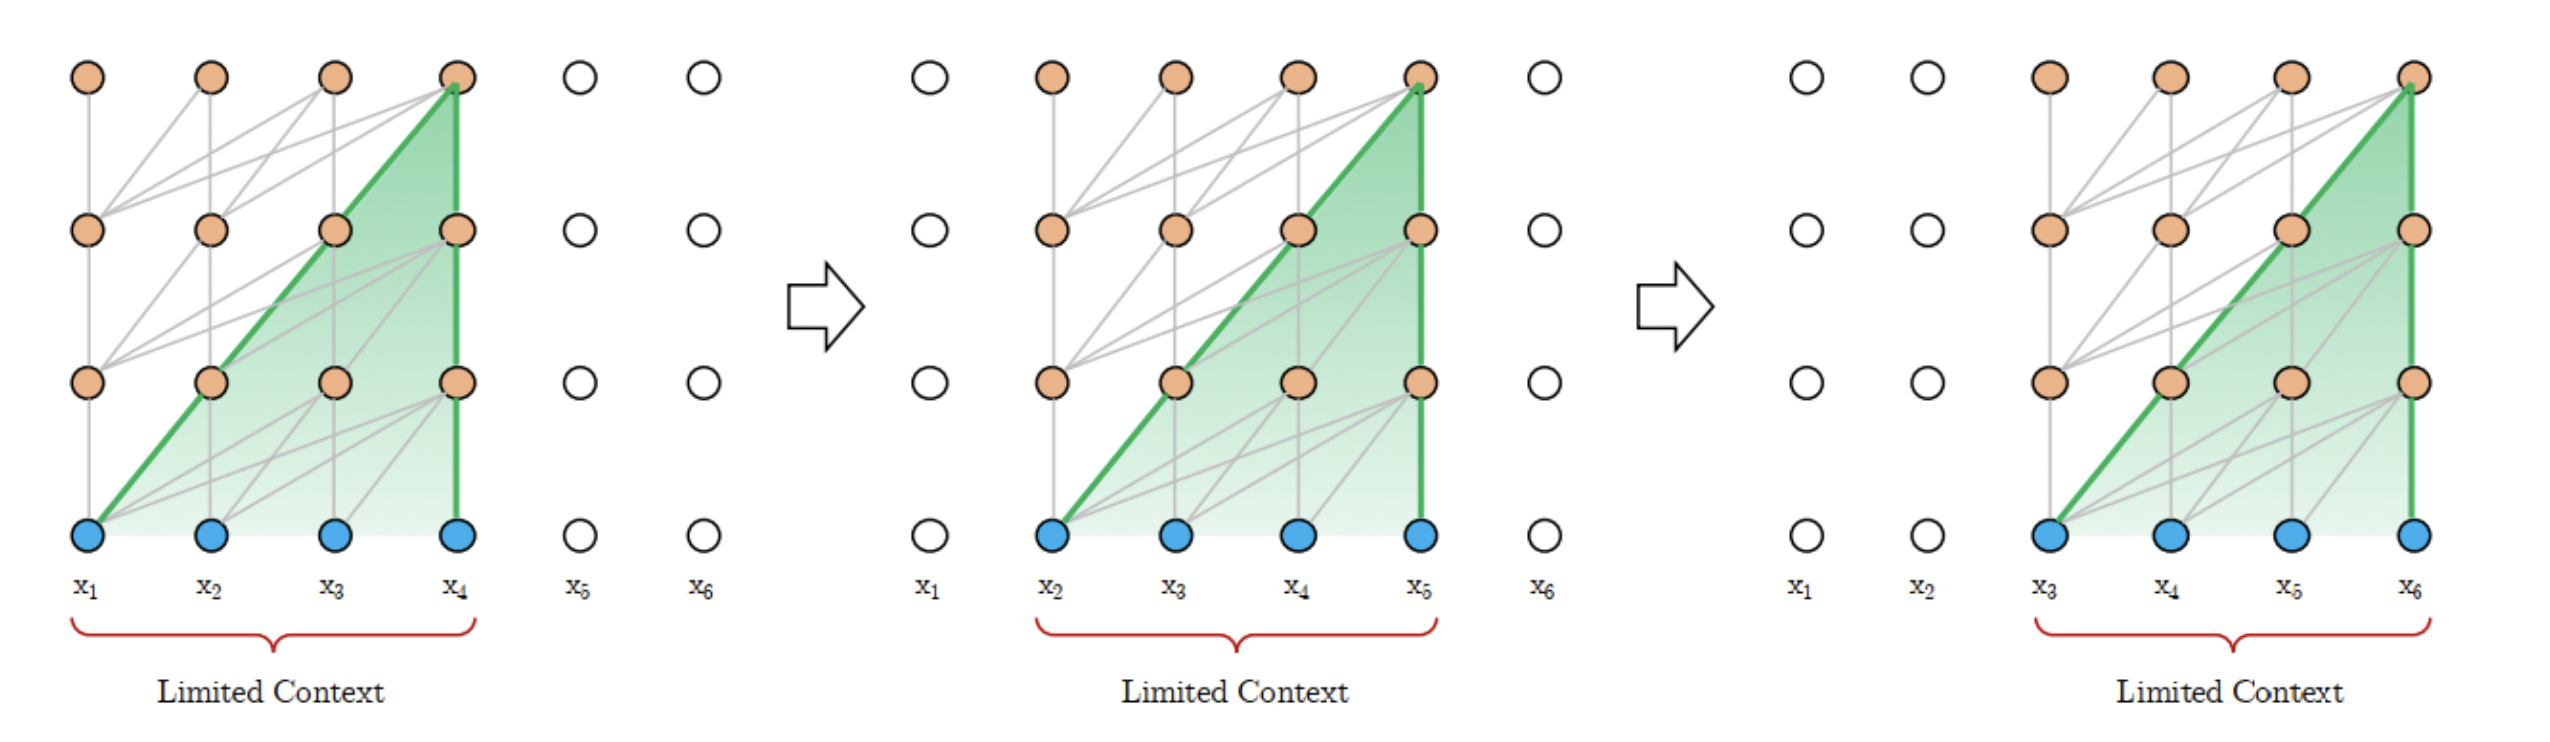 x₁ x₂ x₃ x₄ x₅ x₆ x₁ x₂ x₃ x₄ x₅ x₆ x₁ x₂ x₃ x₄ x₅ x₆
Limited Context Limited Context Limited Context